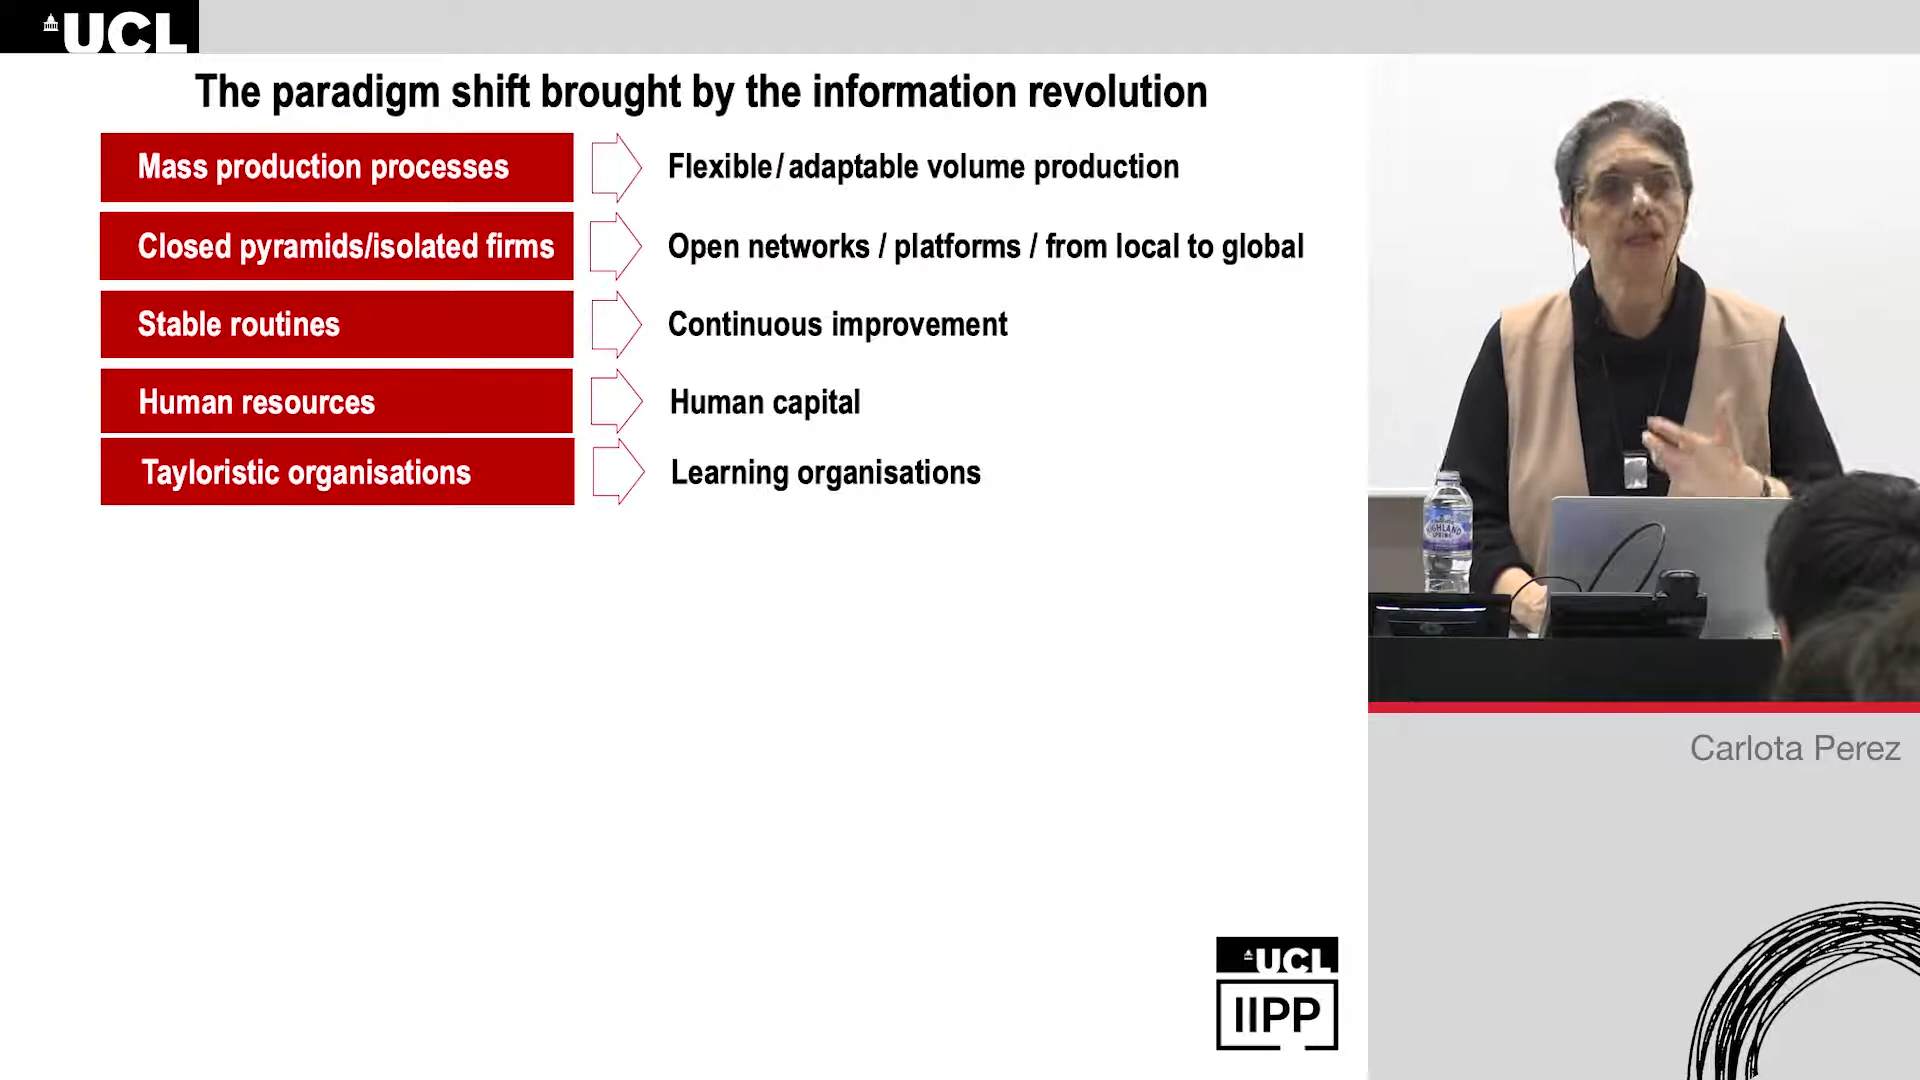 UCL
The paradigm shift brought by the information revolution
Mass production processes
Flexible/adaptable volume production
Closed pyramids/isolated firms
Open networks / platforms / from local to global
Stable routines
Continuous improvement
Human resources
Human capital
Tayloristic organisations
Learning organisations
HIGHLAND
SPRING
Carlota Perez
UCL
IIPP